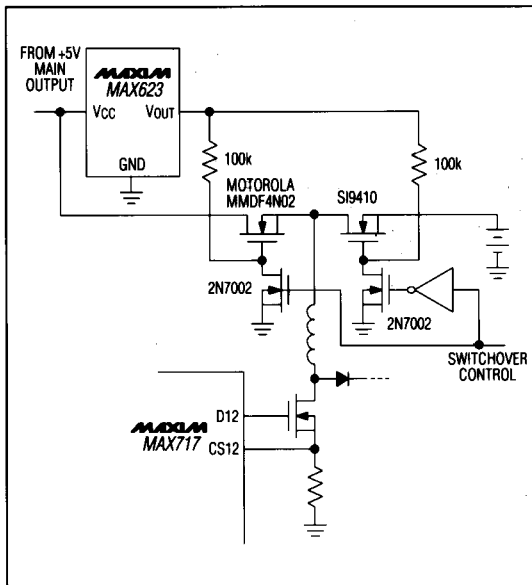 FROM +5V
MAIN
OUTPUT
MAXIM
MAX623
VCC
VOUT
GND
100k
100k
MOTOROLA
MMDF4N02
SI9410
2N7002
2N7002
SWITCHOVER
CONTROL
MAXIM
MAX717
D12
CS12